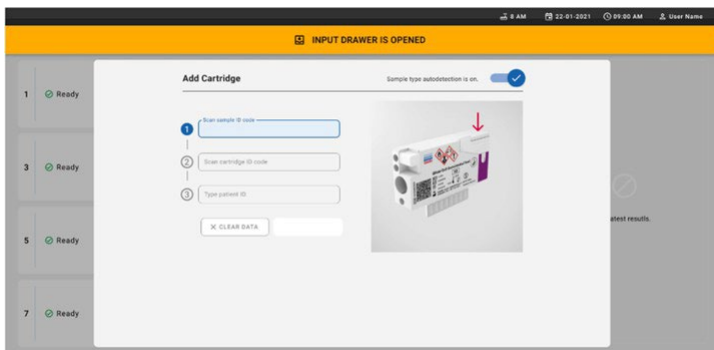 8 AM 22-01-2021 09:00 AM User Name
INPUT DRAWER IS OPENED
Add Cartridge
Sample type autodetection is on.
1 Ready
3 Ready
5 Ready
7 Ready
1
Scan sample ID code
2 Scan cartridge ID code
3 Type patient ID
CLEAR DATA
atest results.